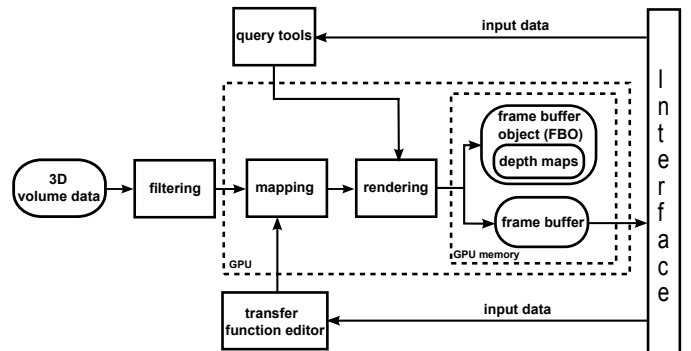 query tools
input data
frame buffer
object (FBO)
depth maps
3D
volume data
filtering
mapping
rendering
frame buffer
GPU
GPU memory
transfer
function editor
input data
Interface